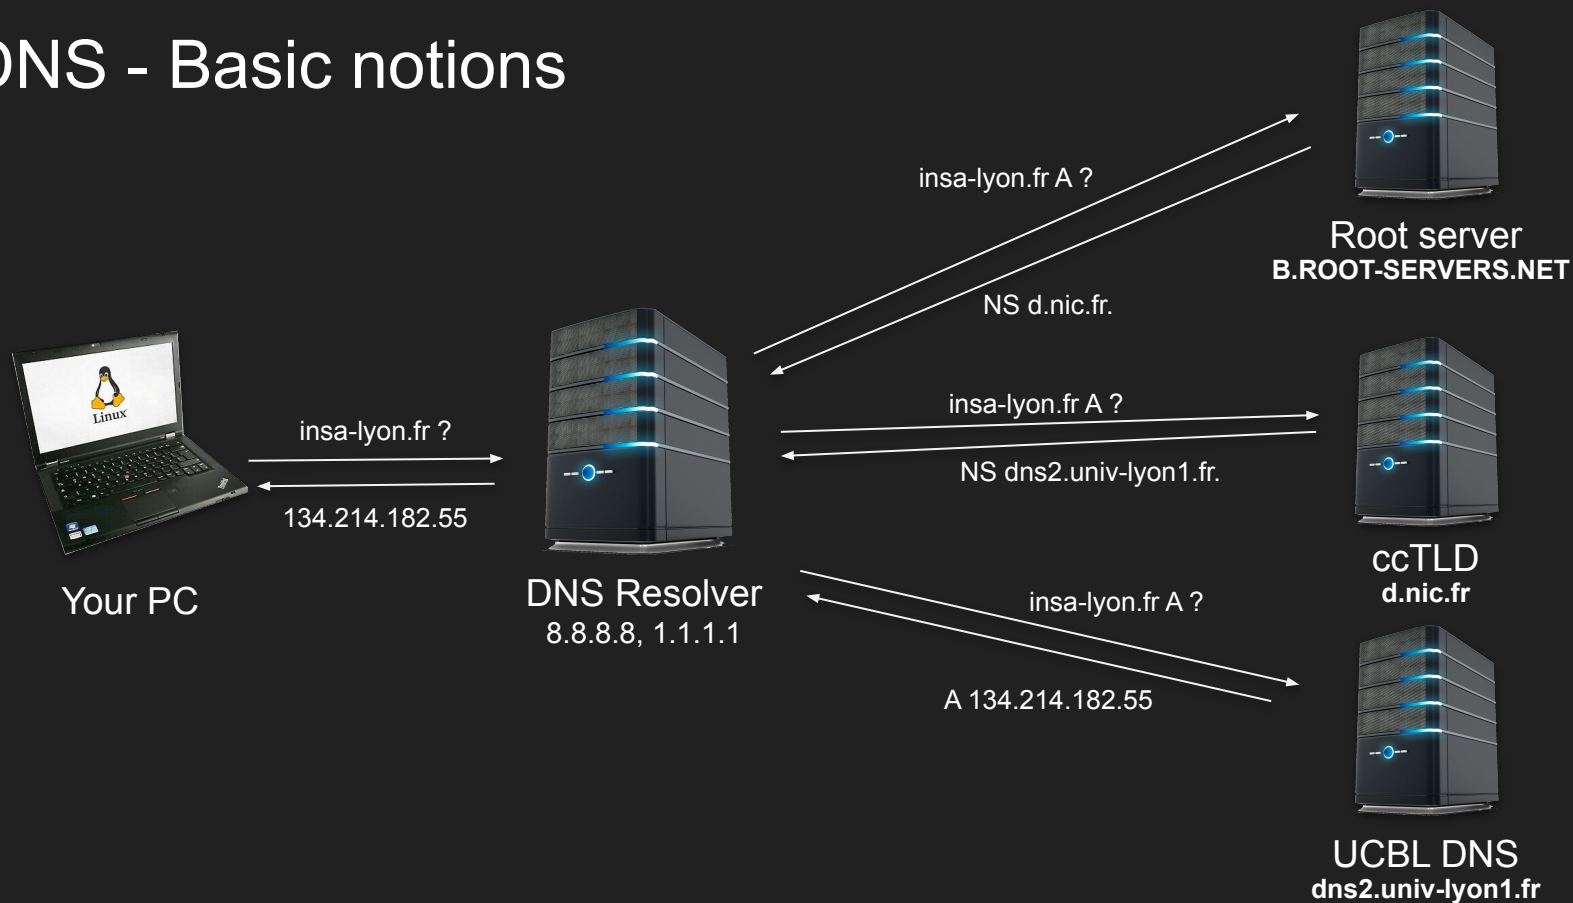 DNS - Basic notions
insa-lyon.fr A ?
Root server
B.ROOT-SERVERS.NET
NS d.nic.fr.
Linux
insa-lyon.fr ?
134.214.182.55
Your PC
DNS Resolver
8.8.8.8, 1.1.1.1
insa-lyon.fr A ?
NS dns2.univ-lyon1.fr.
ccTLD
d.nic.fr
insa-lyon.fr A ?
A 134.214.182.55
UCBL DNS
dns2.univ-lyon1.fr